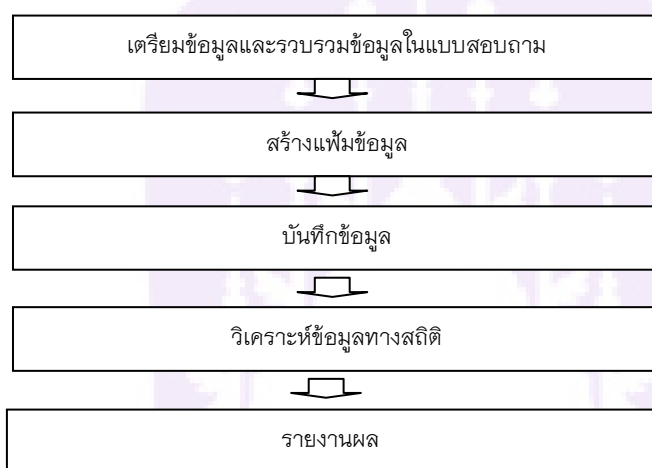 เตรียมข้อมูลและรวบรวมข้อมูลในแบบสอบถาม
สร้างแฟ้มข้อมูล
บันทึกข้อมูล
วิเคราะห์ข้อมูลทางสถิติ
รายงานผล